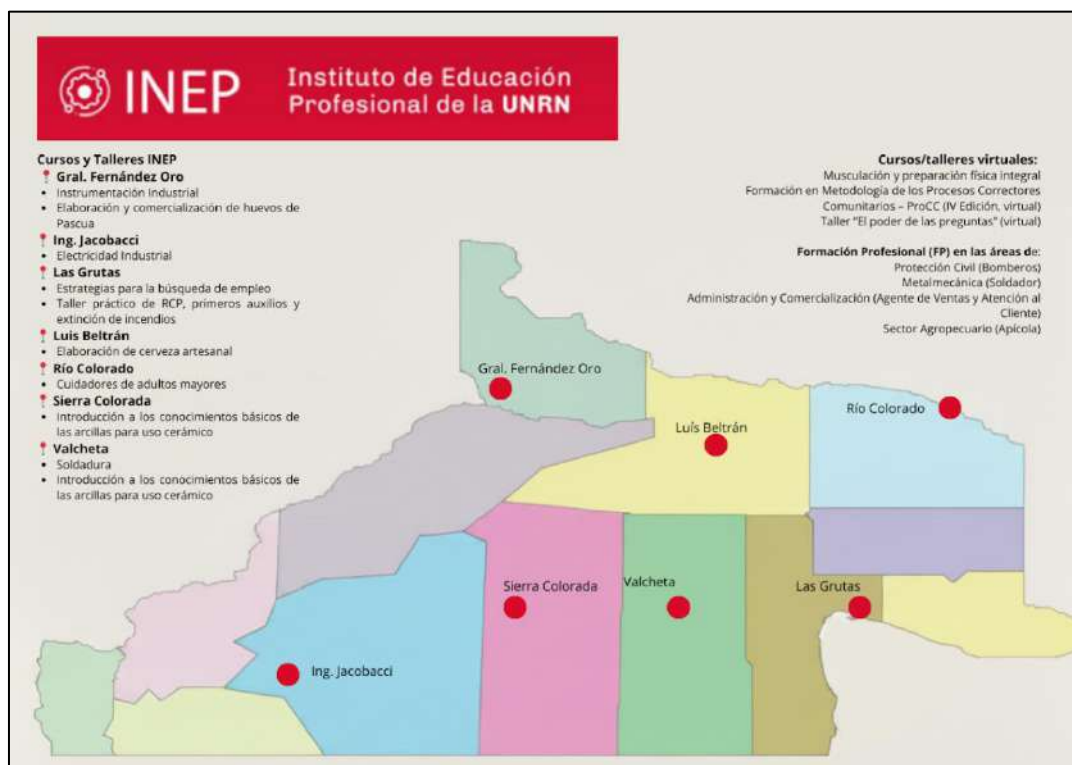 INEP
Instituto de Educación
Profesional de la UNRN
Cursos y Talleres INEP
Gral. Fernández Oro
• Instrumentación Industrial
• Elaboración y comercialización de huevos de
Pascua
Ing. Jacobacci
• Electricidad Industrial
Las Grutas
• Estrategias para la búsqueda de empleo
• Taller práctico de RCP, primeros auxilios y
extinción de incendios
Luis Beltrán
• Elaboración de cerveza artesanal
Río Colorado
• Cuidadores de adultos mayores
Sierra Colorada
• Introducción a los conocimientos básicos de
las arcillas para uso cerámico
Valcheta
• Soldadura
• Introducción a los conocimientos básicos de
las arcillas para uso cerámico
Cursos/talleres virtuales:
Musculación y preparación física integral
Formación en Metodología de los Procesos Correctores
Comunitarios – ProCC (IV Edición, virtual)
Taller "El poder de las preguntas" (virtual)
Formación Profesional (FP) en las áreas de:
Protección Civil (Bomberos)
Metalmecánica (Soldador)
Administración y Comercialización (Agente de Ventas y Atención al
Cliente)
Sector Agropecuario (Apícola)
Gral. Fernández Oro
Luís Beltrán
Río Colorado
Sierra Colorada
Valcheta
Las Grutas
Ing. Jacobacci